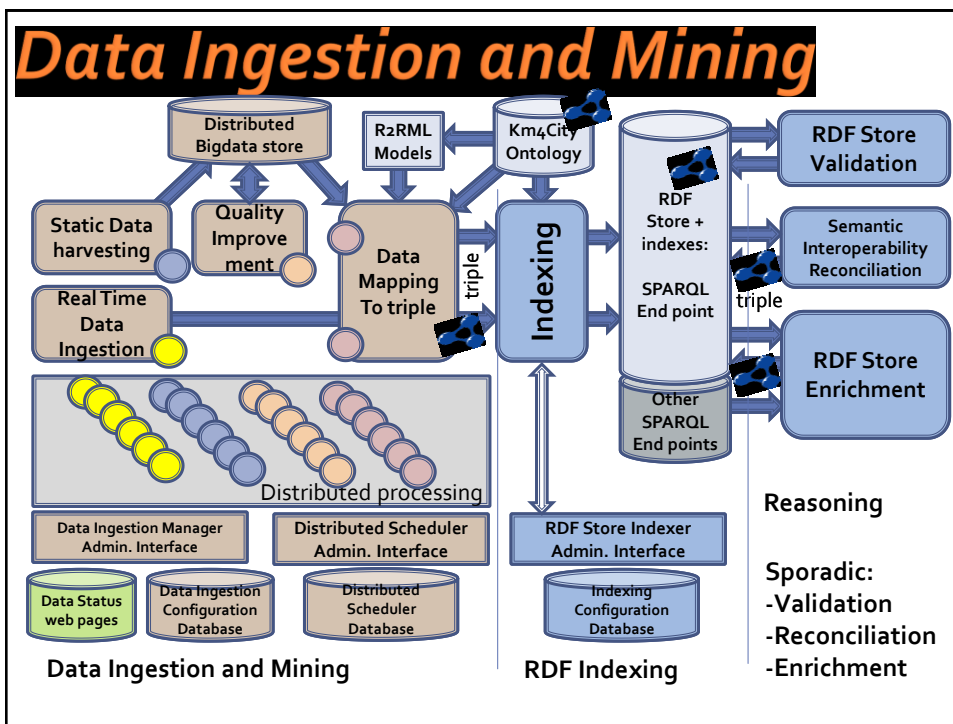 Data Ingestion and Mining
Distributed
Bigdata store
R2RML
Models
Km4City
Ontology
RDF Store
Validation
Static Data
harvesting
Quality
Improve
ment
Data
Mapping
To triple
triple
Indexing
RDF
Store +
indexes:
SPARQL
End point
Semantic
Interoperability
Reconciliation
triple
Real Time
Data
Ingestion
RDF Store
Enrichment
Other
SPARQL
End points
Distributed processing
Data Ingestion Manager
Admin. Interface
Distributed Scheduler
Admin. Interface
RDF Store Indexer
Admin. Interface
Data Status
web pages
Data Ingestion
Configuration
Database
Distributed
Scheduler
Database
Indexing
Configuration
Database
Reasoning
Sporadic:
-Validation
-Reconciliation
-Enrichment
Data Ingestion and Mining
RDF Indexing